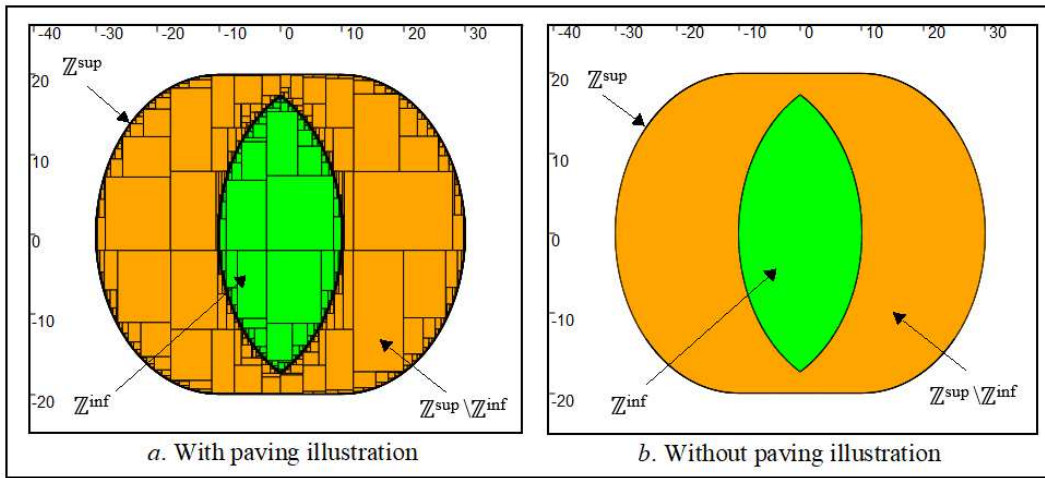 -40 -30 -20 -10 0 10 20 30
20
10
0
-10
-20
ℤsup
ℤinf
ℤsup \ℤinf
a. With paving illustration
-40 -30 -20 -10 0 10 20 30
20
10
0
-10
-20
ℤsup
ℤinf
ℤsup \ℤinf
b. Without paving illustration